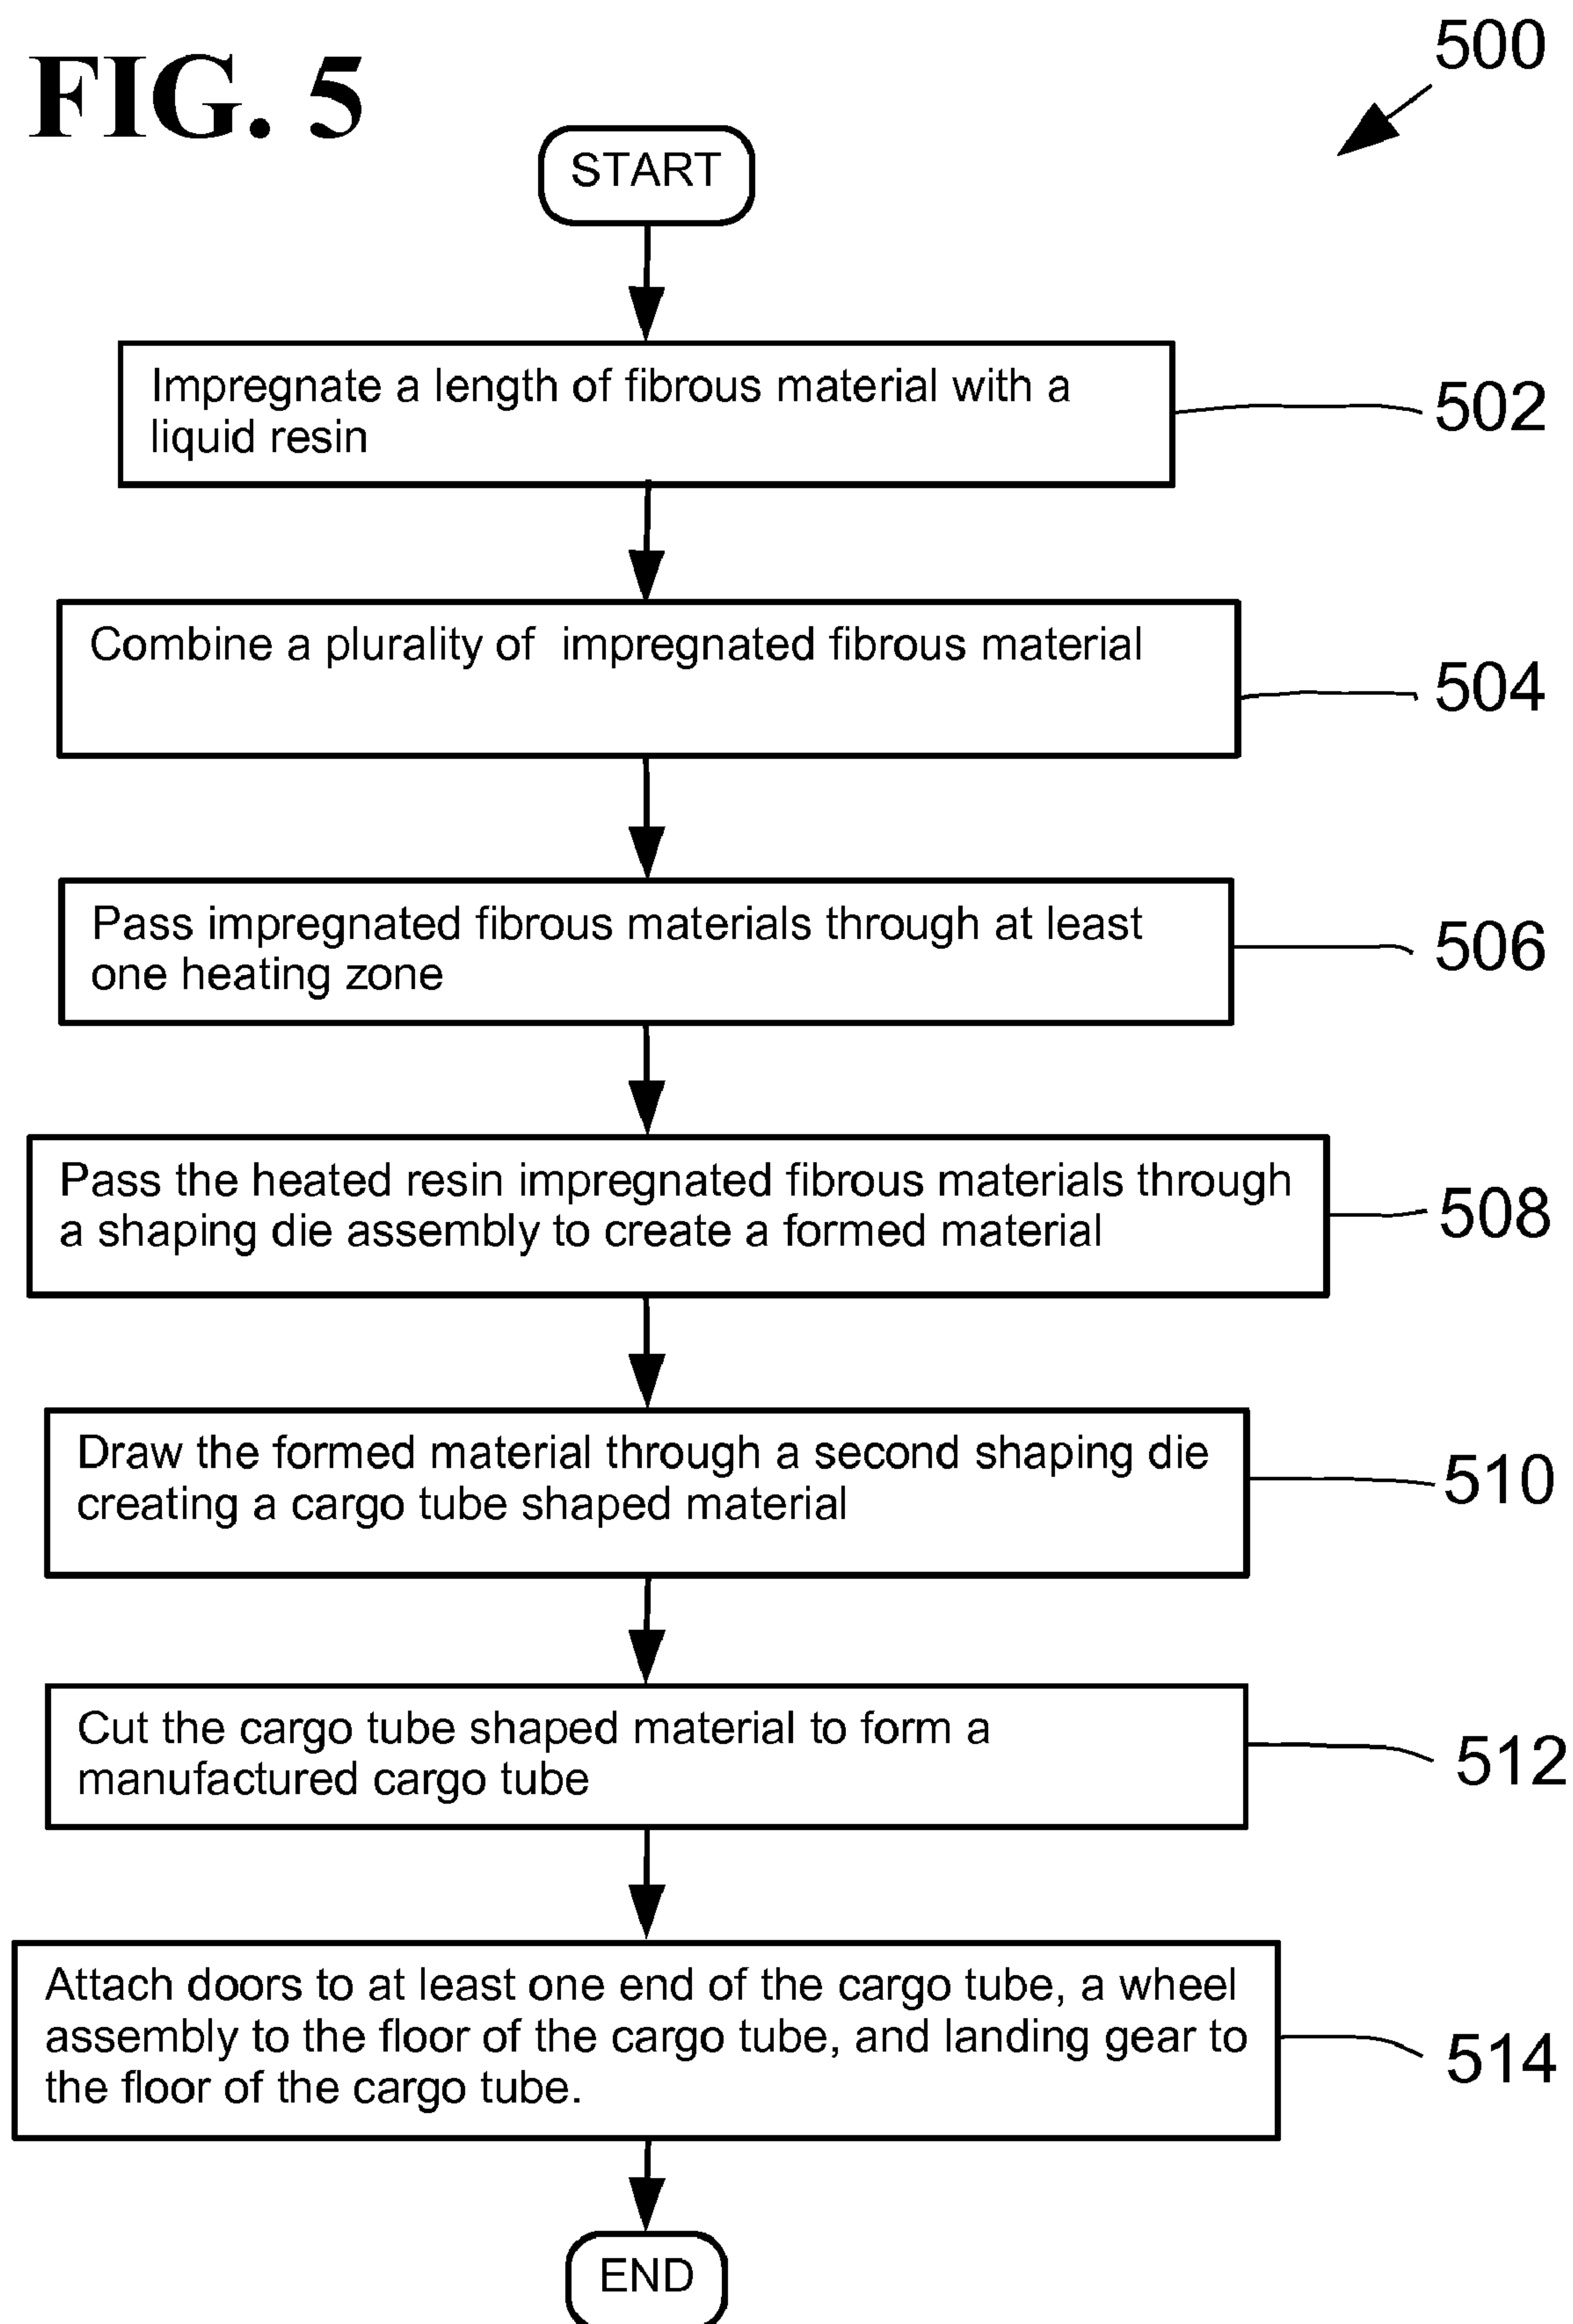 FIG. 5
500
START
Impregnate a length of fibrous material with a
liquid resin
502
Combine a plurality of impregnated fibrous material
504
Pass impregnated fibrous materials through at least
one heating zone
506
Pass the heated resin impregnated fibrous materials through
a shaping die assembly to create a formed material
508
Draw the formed material through a second shaping die
creating a cargo tube shaped material
510
Cut the cargo tube shaped material to form a
manufactured cargo tube
512
Attach doors to at least one end of the cargo tube, a wheel
assembly to the floor of the cargo tube, and landing gear to
the floor of the cargo tube.
514
END